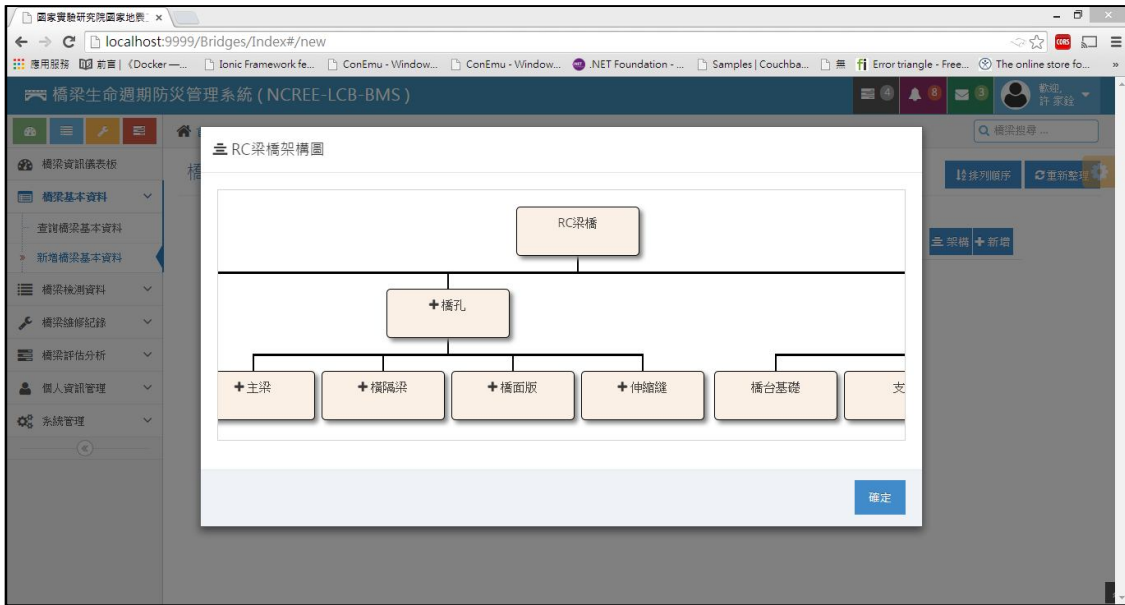 國家實驗研究院國家地震
localhost:9999/Bridges/Index#/new
CORS
應用服務 前言 | 《Docker —... Ionic Framework fe... ConEmu - Window... ConEmu - Window... .NET Foundation - ... Samples | Couchba... 無 Error triangle - Free... The online store fo... »
橋梁生命週期防災管理系統 ( NCREE-LCB-BMS ) 4 8 3 歡迎,
許 家銓
橋梁搜尋 ...
RC梁橋架構圖
橋梁資訊儀表板
橋 排列順序 重新整理
橋梁基本資料
查詢橋梁基本資料
新增橋梁基本資料
架構 新增
橋梁檢測資料
橋梁維修紀錄
橋梁評估分析
個人資訊管理
系統管理
RC梁橋
橋孔
主梁 橫隔梁 橋面版 伸縮縫 橋台基礎 支
確定